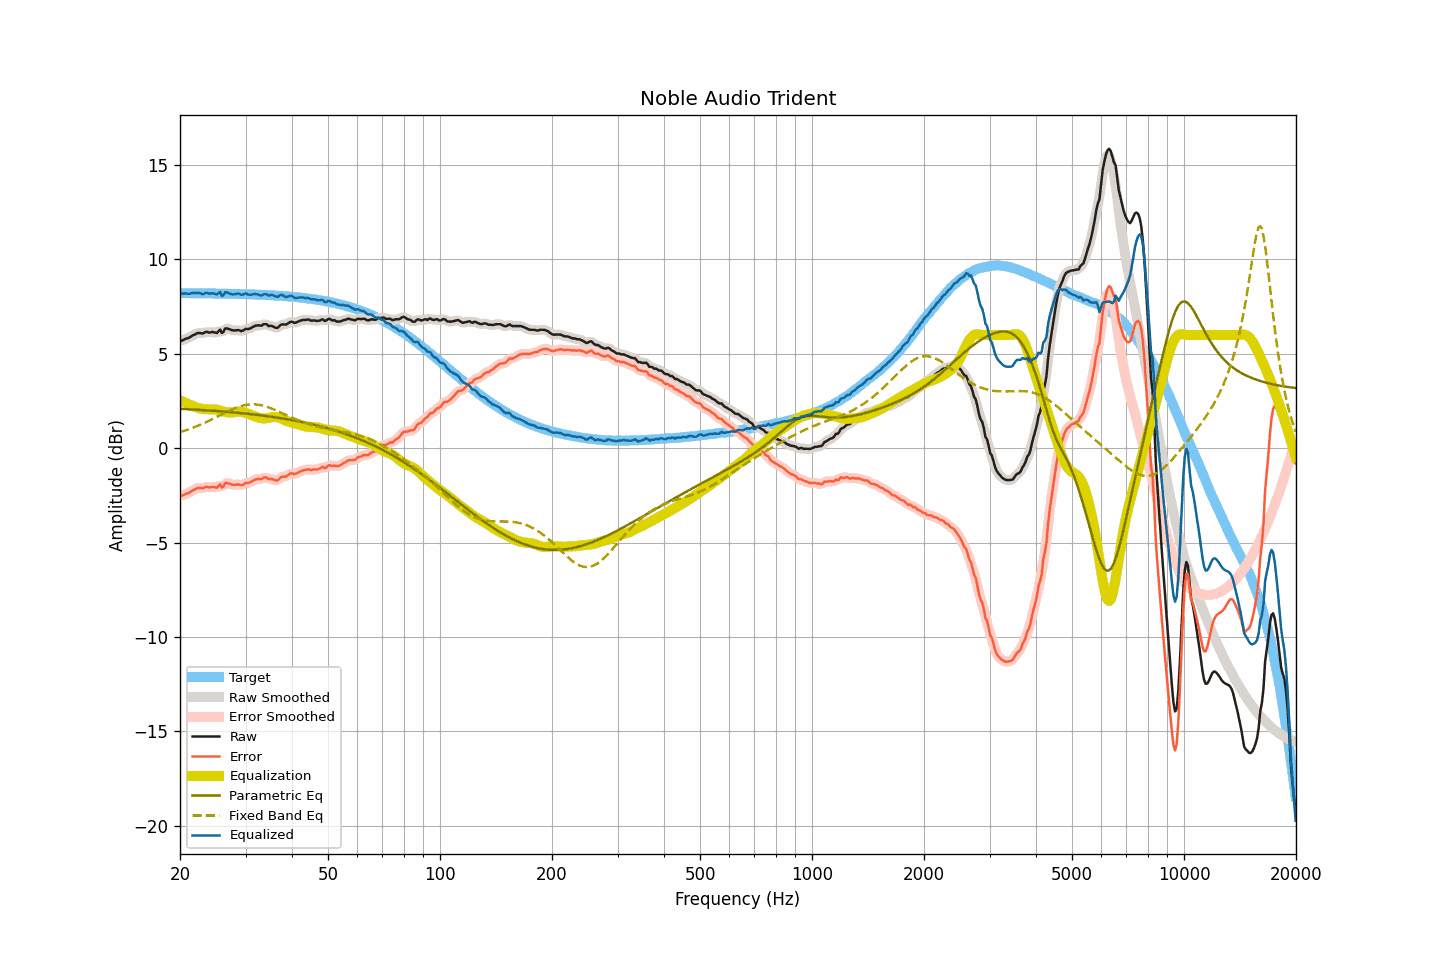 Noble Audio Trident
15
10
5
0
−5
−10
−15
−20
Amplitude (dBr)
Target
Raw Smoothed
Error Smoothed
Raw
Error
Equalization
Parametric Eq
Fixed Band Eq
Equalized
20 50 100 200 500 1000 2000 5000 10000 20000
Frequency (Hz)